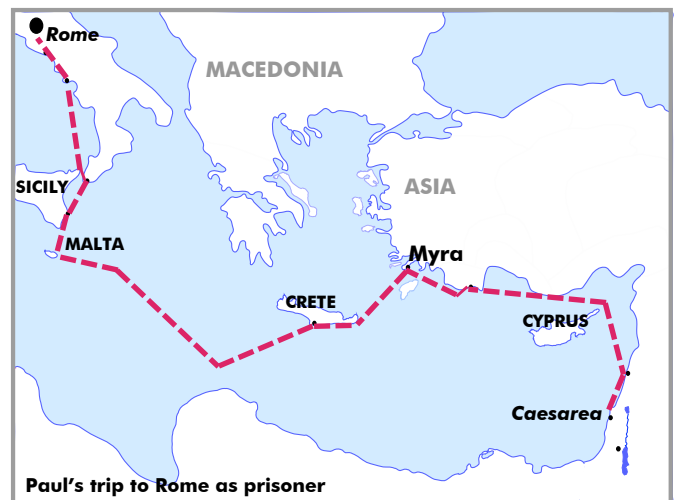 Rome
MACEDONIA
SICILY
ASIA
MALTA
Myra
CRETE
CYPRUS
Caesarea
Paul's trip to Rome as prisoner